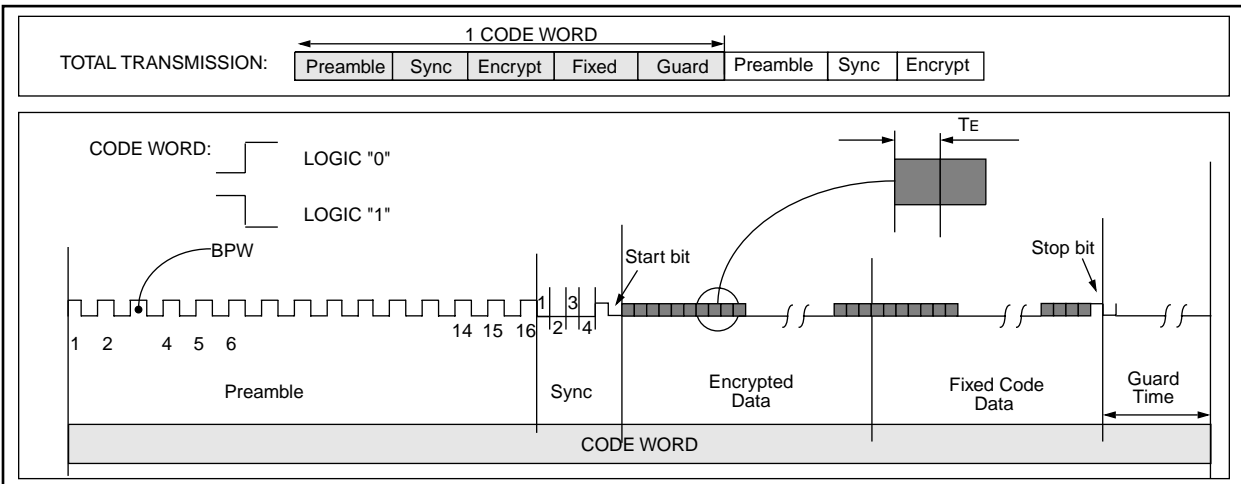 1 CODE WORD
TOTAL TRANSMISSION: Preamble Sync Encrypt Fixed Guard Preamble Sync Encrypt
TE
CODE WORD: LOGIC "0"
LOGIC "1"
BPW
Start bit
Stop bit
1 3
14 15 16 2 4
1 2 4 5 6
Preamble
Sync
Encrypted
Data
Fixed Code
Data
Guard
Time
CODE WORD